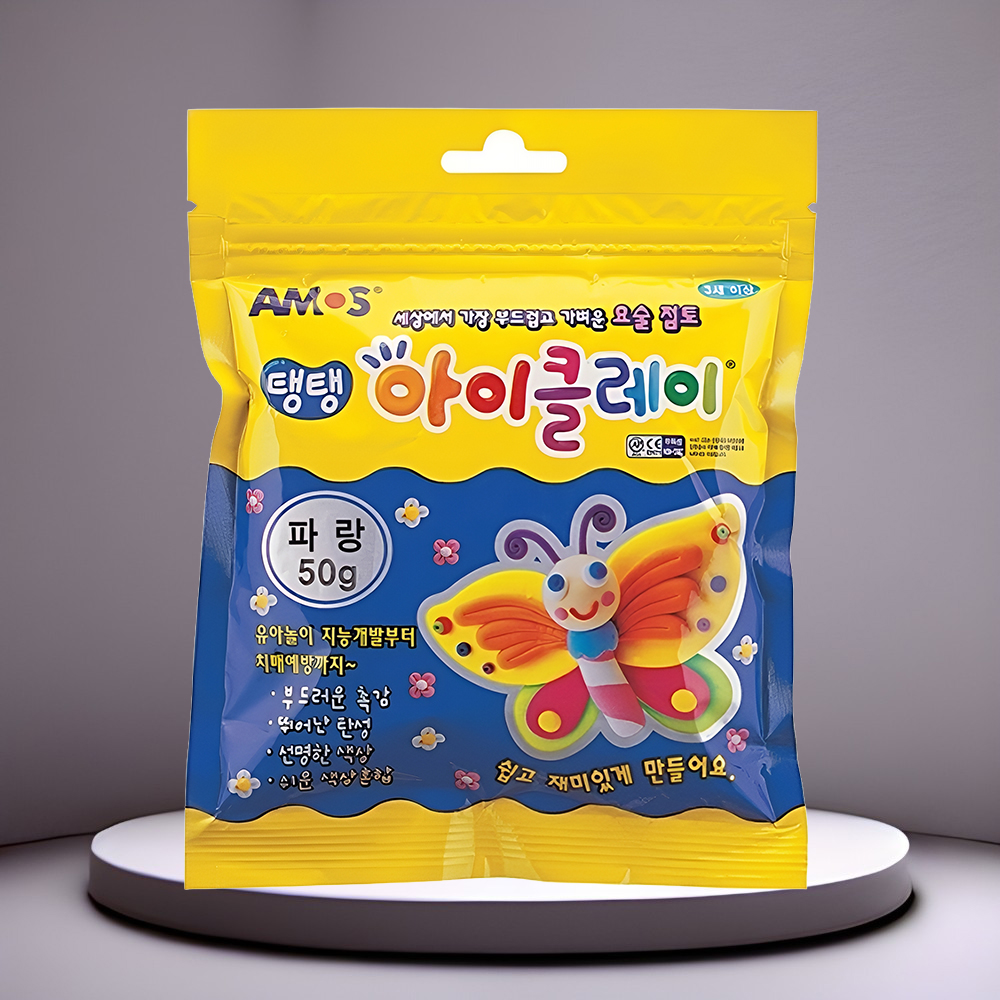 AMOS
3세 이상
세상에서 가장 부드럽고 가벼운 요술 점토
탱탱 아이클레이
파랑
50g
유아놀이 지능개발부터
치매예방까지~
· 부드러운 촉감
· 뛰어난 탄성
· 선명한 색상
· 쉬운 색상혼합
쉽고 재미있게 만들어요.